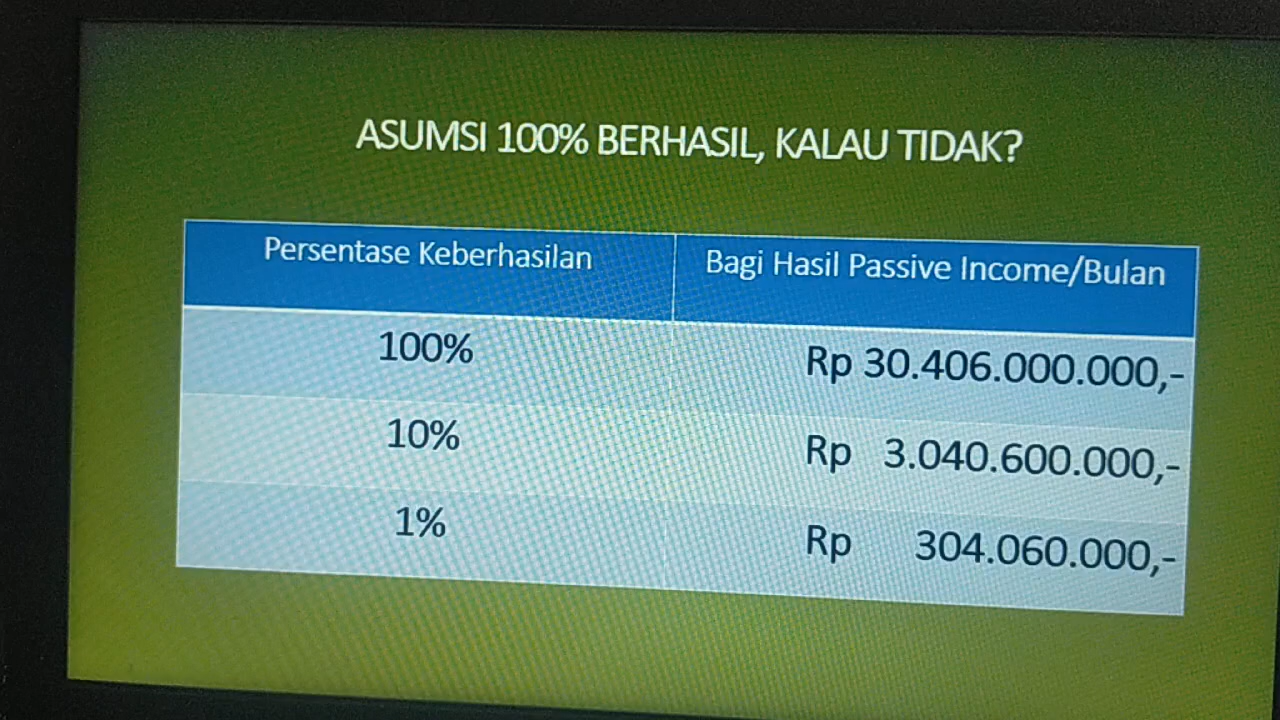 ASUMSI 100% BERHASIL, KALAU TIDAK?
Persentase Keberhasilan Bagi Hasil Passive Income/Bulan
100% Rp 30.406.000.000,-
10% Rp 3.040.600.000,-
1% Rp 304.060.000,-